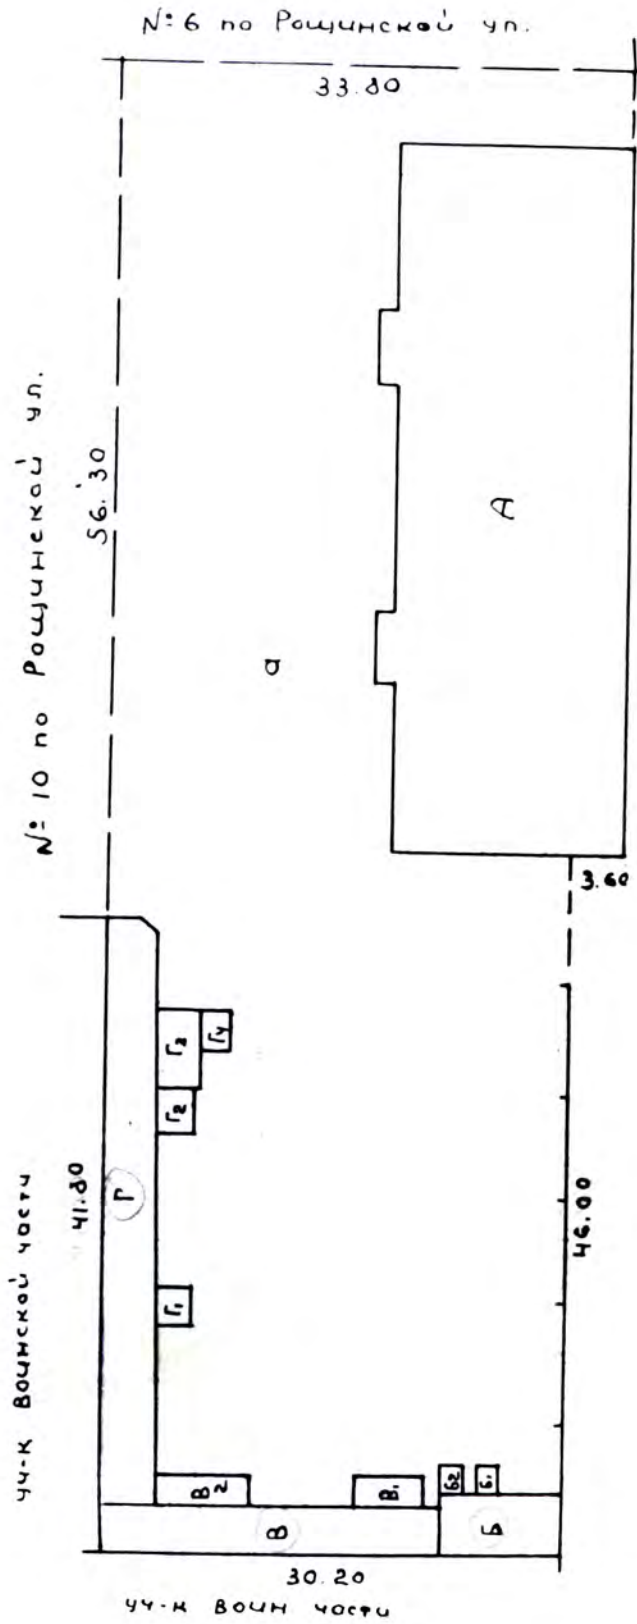 № 6 по Рощинской ул.
33.80
№ 10 по Рощинской ул.
56.30
А
а
3.60
уч-к воинской части
41.80
Г
Г3
Г4
Г2
Г1
46.00
В2
В1
Б2
Б1
В
Б
30.20
уч-к воин части